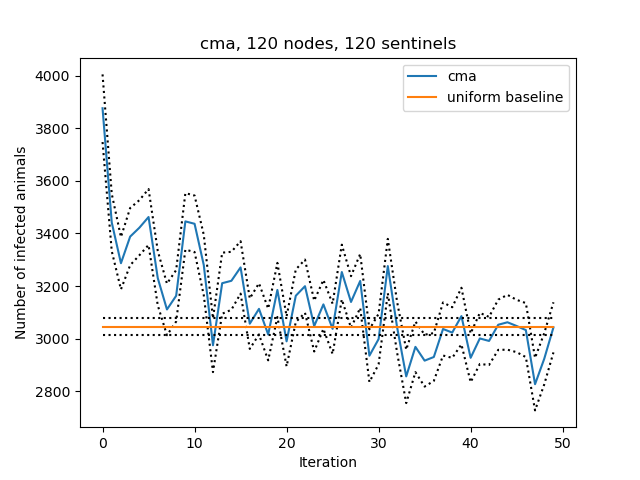 cma, 120 nodes, 120 sentinels
cma
uniform baseline
Number of infected animals
4000
3800
3600
3400
3200
3000
2800
0 10 20 30 40 50
Iteration